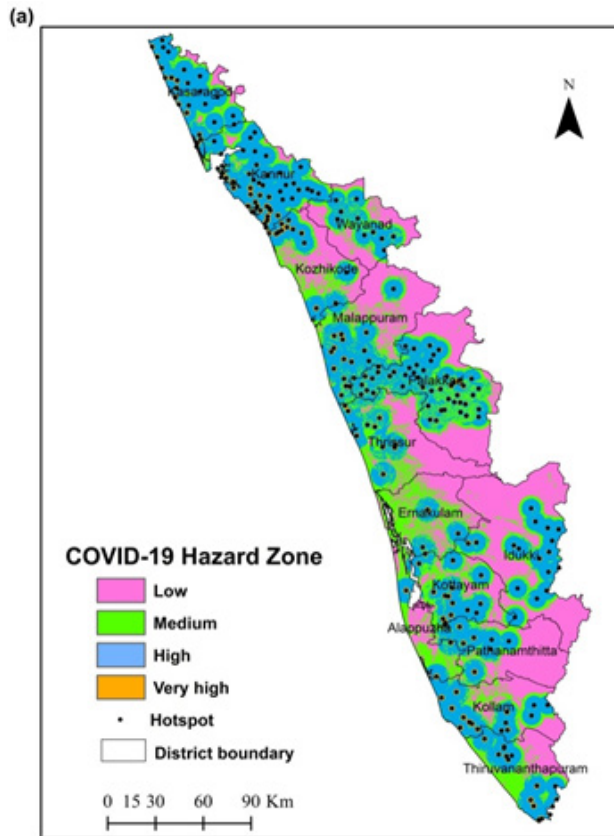 (a)
N
Kasaragod
Kannur
Wayanad
Kozhikode
Malappuram
Palakkad
Thrissur
Ernakulam
Idukki
Kottayam
Alappuzha
Pathanamthitta
Kollam
Thiruvananthapuram
COVID-19 Hazard Zone
Low
Medium
High
Very high
Hotspot
District boundary
0 15 30 60 90 Km